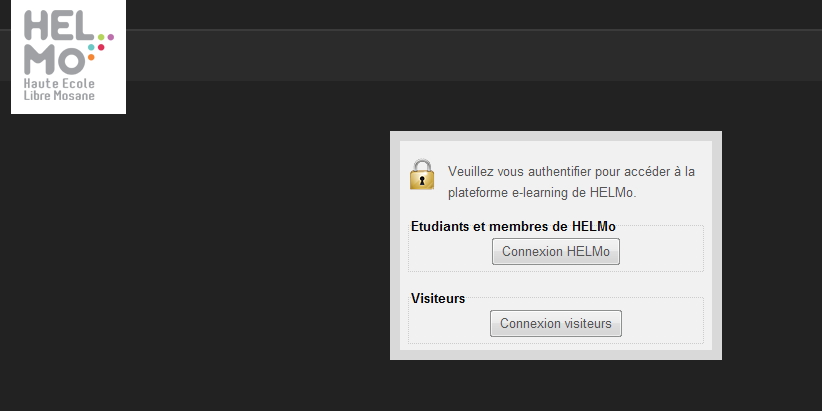 HEL
Mo
Haute Ecole
Libre Mosane
Veuillez vous authentifier pour accéder à la
plateforme e-learning de HELMo.
Etudiants et membres de HELMo
Connexion HELMo
Visiteurs
Connexion visiteurs